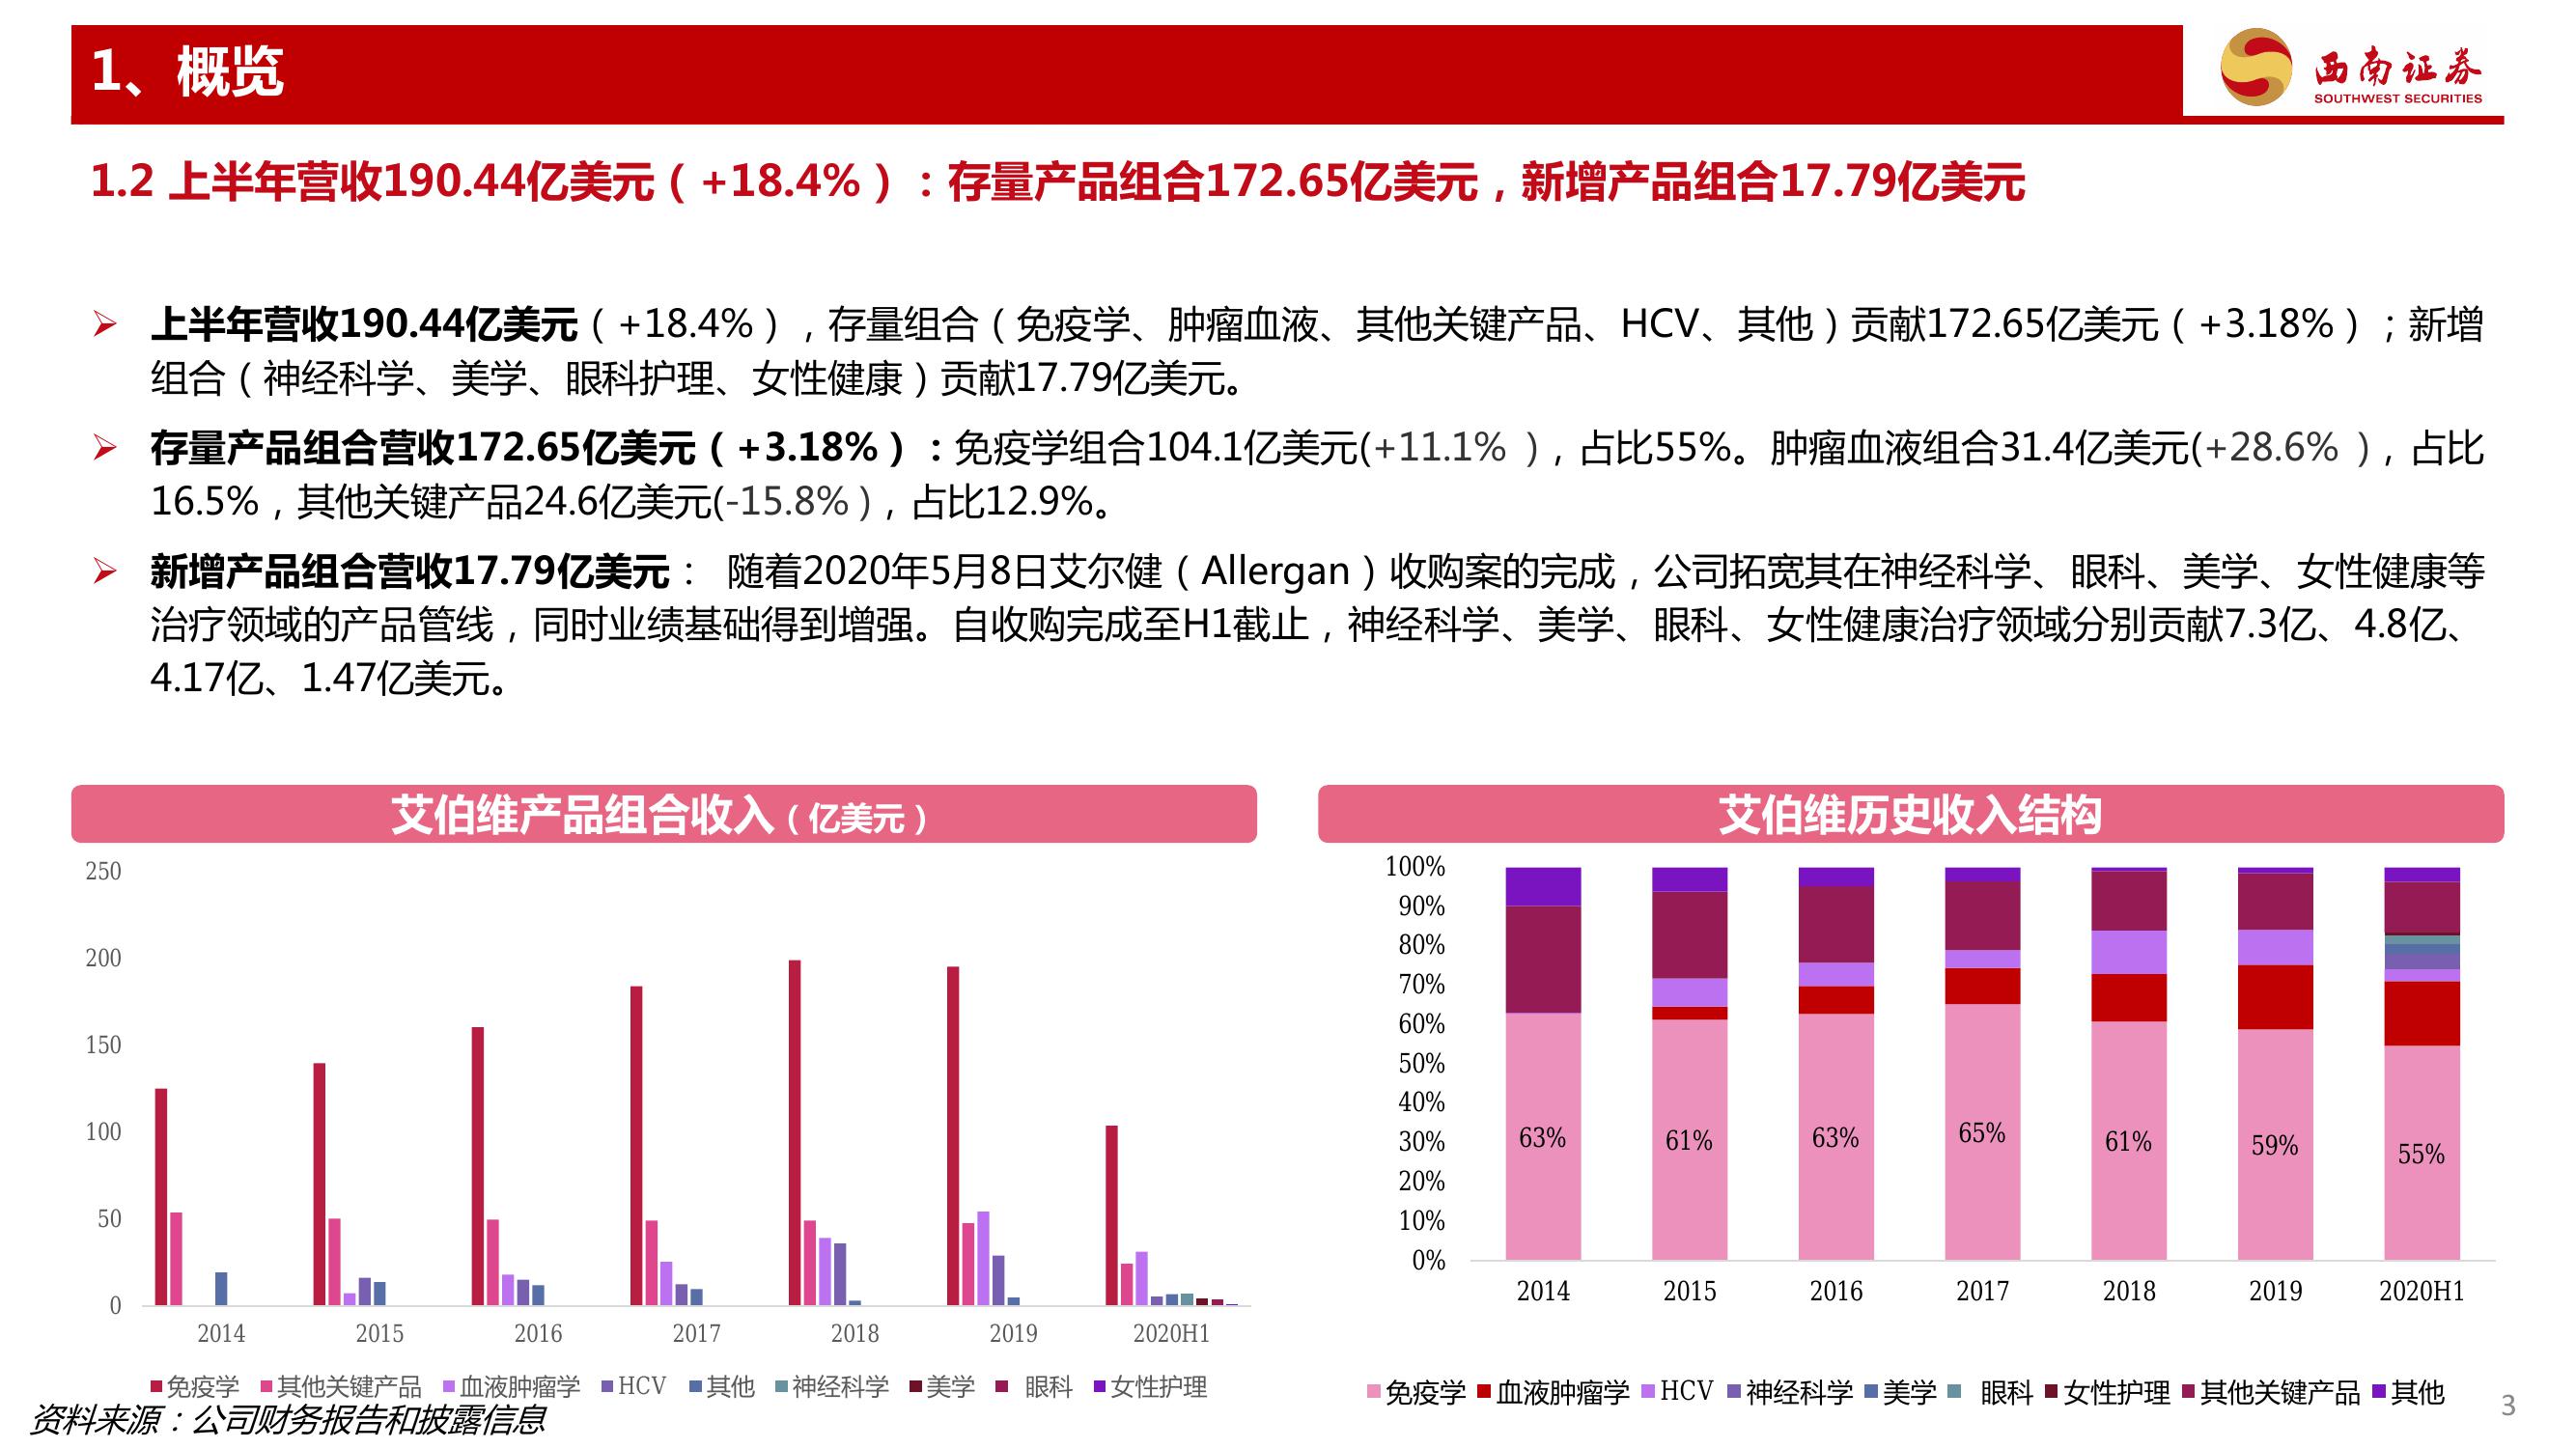 1、概览
西南证券
SOUTHWEST SECURITIES
1.2 上半年营收190.44亿美元（+18.4%）：存量产品组合172.65亿美元，新增产品组合17.79亿美元
上半年营收190.44亿美元（+18.4%），存量组合（免疫学、肿瘤血液、其他关键产品、HCV、其他）贡献172.65亿美元（+3.18%）；新增
组合（神经科学、美学、眼科护理、女性健康）贡献17.79亿美元。
存量产品组合营收172.65亿美元（+3.18%）：免疫学组合104.1亿美元(+11.1% )，占比55%。肿瘤血液组合31.4亿美元(+28.6% )，占比
16.5%，其他关键产品24.6亿美元(-15.8% )，占比12.9%。
新增产品组合营收17.79亿美元： 随着2020年5月8日艾尔健（Allergan）收购案的完成，公司拓宽其在神经科学、眼科、美学、女性健康等
治疗领域的产品管线，同时业绩基础得到增强。自收购完成至H1截止，神经科学、美学、眼科、女性健康治疗领域分别贡献7.3亿、4.8亿、
4.17亿、1.47亿美元。
艾伯维产品组合收入（亿美元）
250
200
150
100
50
0
2014 2015 2016 2017 2018 2019 2020H1
免疫学 其他关键产品 血液肿瘤学 HCV 其他 神经科学 美学 眼科 女性护理
艾伯维历史收入结构
100%
90%
80%
70%
60%
50%
40%
30%
20%
10%
0%
63% 61% 63% 65% 61% 59% 55%
2014 2015 2016 2017 2018 2019 2020H1
免疫学 血液肿瘤学 HCV 神经科学 美学 眼科 女性护理 其他关键产品 其他
资料来源：公司财务报告和披露信息
3